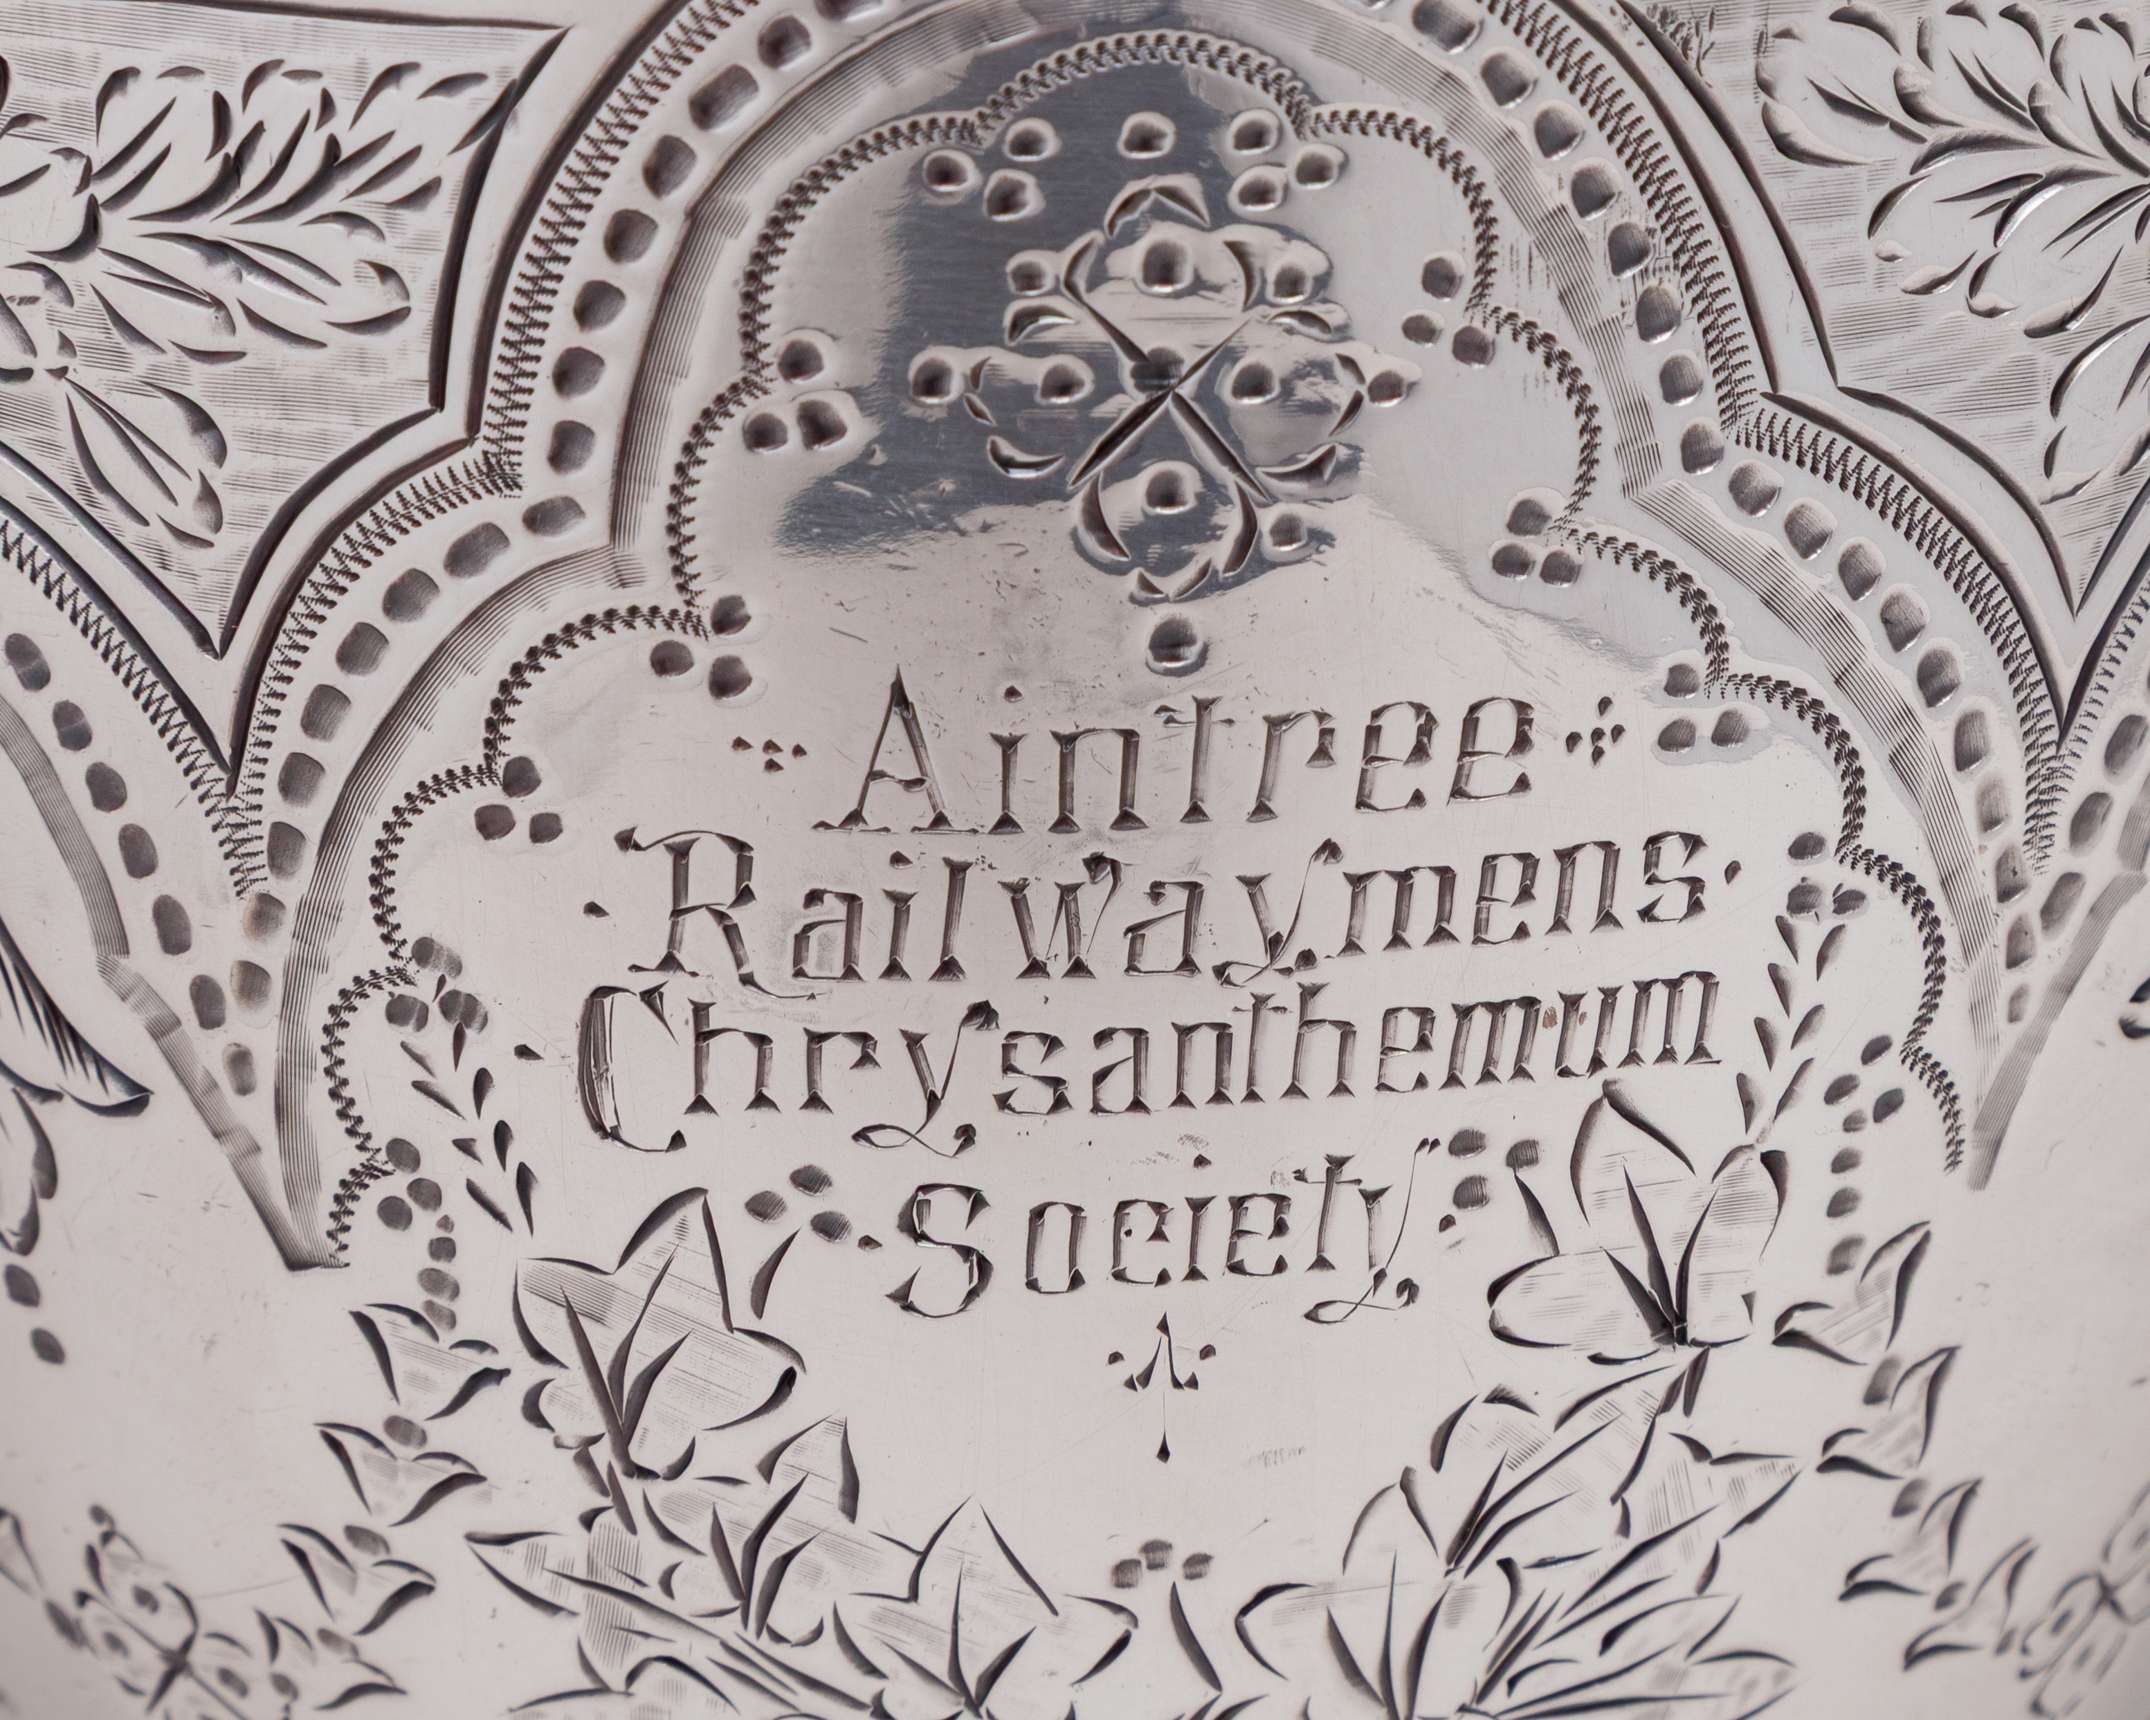 Aintree
Railwaymens
Chrysanthemum
Society